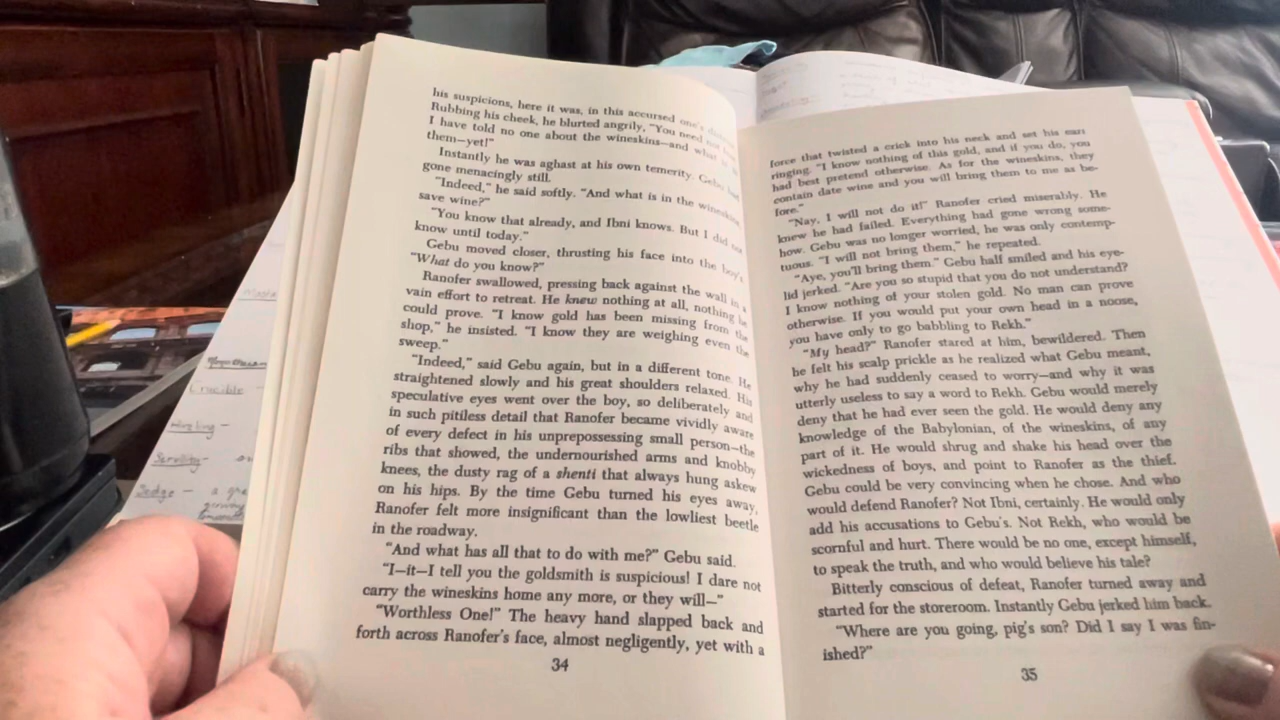 his suspicions, here it was, in this accursed one's
Rubbing his cheek, he blurted angrily, "You need not
I have told no one about the wineskins—and what is in
them—yet!"
Instantly he was aghast at his own temerity. Gebu had
gone menacingly still.
"Indeed," he said softly. "And what is in the wineskins
save wine?"
"You know that already, and Ibni knows. But I did not
know until today."
Gebu moved closer, thrusting his face into the boy's
"What do you know?"
Ranofer swallowed, pressing back against the wall in a
vain effort to retreat. He knew nothing at all, nothing he
could prove. "I know gold has been missing from the
shop," he insisted. "I know they are weighing even the
sweep."
"Indeed," said Gebu again, but in a different tone. He
straightened slowly and his great shoulders relaxed. His
speculative eyes went over the boy, so deliberately and
in such pitiless detail that Ranofer became vividly aware
of every defect in his unprepossessing small person—the
ribs that showed, the undernourished arms and knobby
knees, the dusty rag of a shenti that always hung askew
on his hips. By the time Gebu turned his eyes away,
Ranofer felt more insignificant than the lowliest beetle
in the roadway.
"And what has all that to do with me?" Gebu said.
"I—it—I tell you the goldsmith is suspicious! I dare not
carry the wineskins home any more, or they will—"
"Worthless One!" The heavy hand slapped back and
forth across Ranofer's face, almost negligently, yet with a
34
force that twisted a crick into his neck and set his ears
ringing. "I know nothing of this gold, and if you do, you
had best pretend otherwise. As for the wineskins, they
contain date wine and you will bring them to me as be-
fore."
"Nay, I will not do it!" Ranofer cried miserably. He
knew he had failed. Everything had gone wrong some-
how. Gebu was no longer worried, he was only contemp-
tuous. "I will not bring them," he repeated.
"Aye, you'll bring them." Gebu half smiled and his eye-
lid jerked. "Are you so stupid that you do not understand?
I know nothing of your stolen gold. No man can prove
otherwise. If you would put your own head in a noose,
you have only to go babbling to Rekh."
"My head?" Ranofer stared at him, bewildered. Then
he felt his scalp prickle as he realized what Gebu meant,
why he had suddenly ceased to worry—and why it was
utterly useless to say a word to Rekh. Gebu would merely
deny that he had ever seen the gold. He would deny any
knowledge of the Babylonian, of the wineskins, of any
part of it. He would shrug and shake his head over the
wickedness of boys, and point to Ranofer as the thief.
Gebu could be very convincing when he chose. And who
would defend Ranofer? Not Ibni, certainly. He would only
add his accusations to Gebu's. Not Rekh, who would be
scornful and hurt. There would be no one, except himself,
to speak the truth, and who would believe his tale?
Bitterly conscious of defeat, Ranofer turned away and
started for the storeroom. Instantly Gebu jerked him back.
"Where are you going, pig's son? Did I say I was fin-
ished?"
35
Crucible
Hireling -
Sedge -